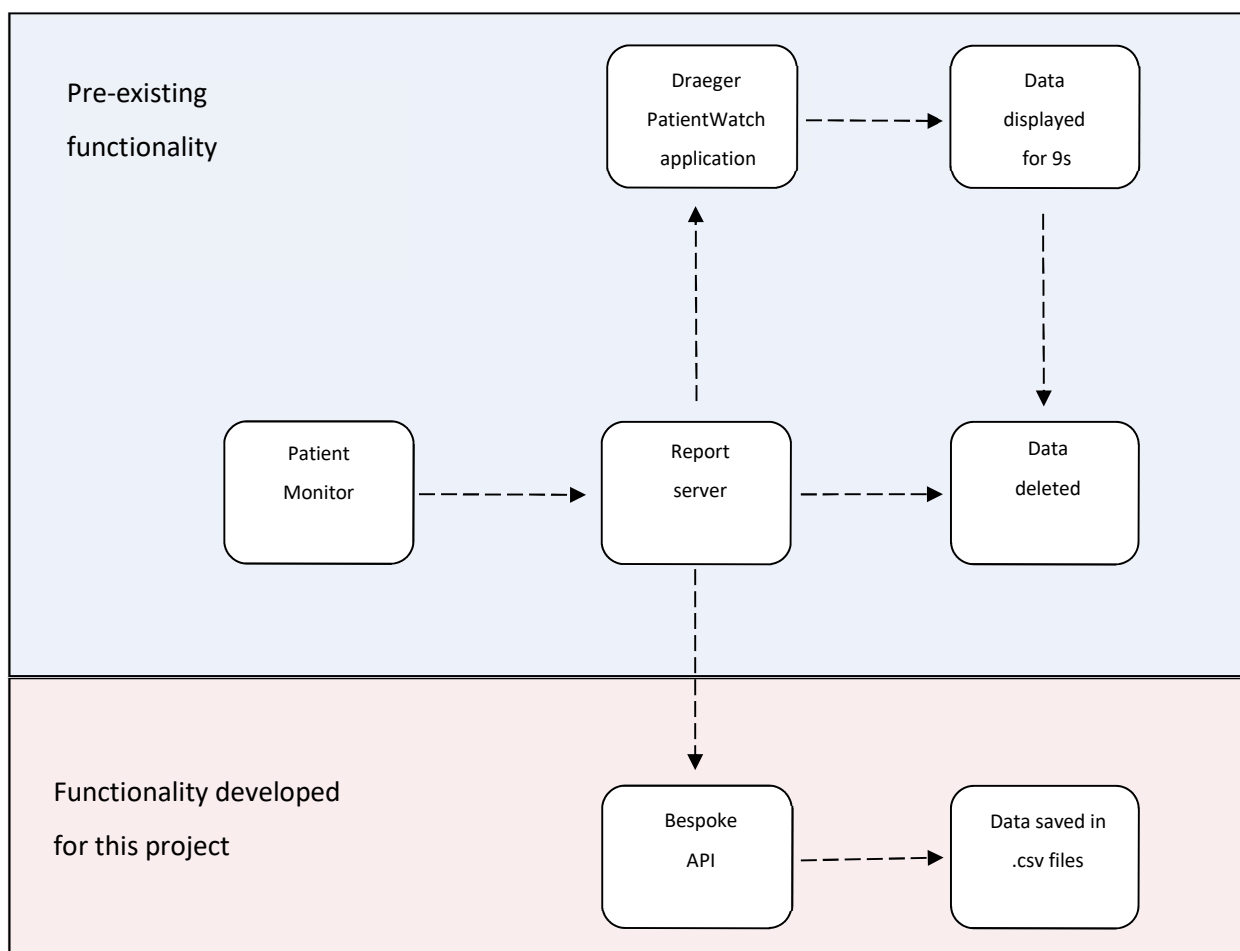 Pre-existing
functionality
Draeger
PatientWatch
application
Data
displayed
for 9s
Patient
Monitor
Report
server
Data
deleted
Functionality developed
for this project
Bespoke
API
Data saved in
.csv files